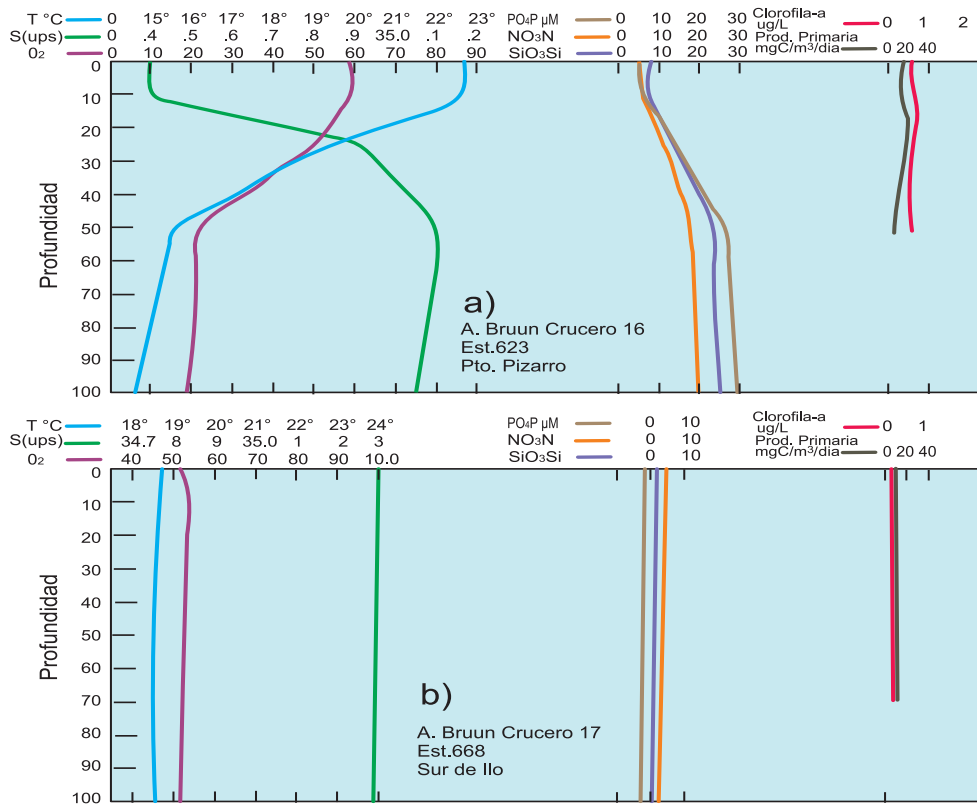 T °C 0 15° 16° 17° 18° 19° 20° 21° 22° 23° PO₄P µM 0 10 20 30 Clorofila-a
ug/L 0 1 2
S(ups) 0 .4 .5 .6 .7 .8 .9 35.0 .1 .2 NO₃N 0 10 20 30 Prod. Primaria
0₂ 0 10 20 30 40 50 60 70 80 90 SiO₃Si 0 10 20 30 mgC/m³/dia 0 20 40
0
10
20
30
40
50
60
70
80
90
100
Profundidad
a)
A. Bruun Crucero 16
Est.623
Pto. Pizarro
T °C 18° 19° 20° 21° 22° 23° 24° PO₄P µM 0 10 Clorofila-a
ug/L 0 1
S(ups) 34.7 8 9 35.0 1 2 3 NO₃N 0 10 Prod. Primaria
0₂ 40 50 60 70 80 90 10.0 SiO₃Si 0 10 mgC/m³/dia 0 20 40
0
10
20
30
40
50
60
70
80
90
100
Profundidad
b)
A. Bruun Crucero 17
Est.668
Sur de Ilo